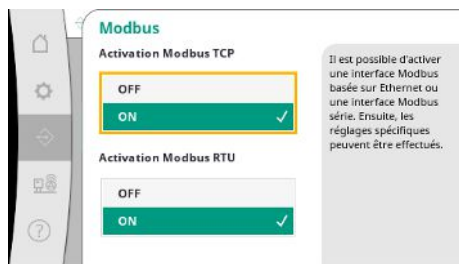 Modbus
Activation Modbus TCP
OFF
ON
Activation Modbus RTU
OFF
ON
Il est possible d'activer
une interface Modbus
basée sur Ethernet ou
une interface Modbus
série. Ensuite, les
réglages spécifiques
peuvent être effectués.